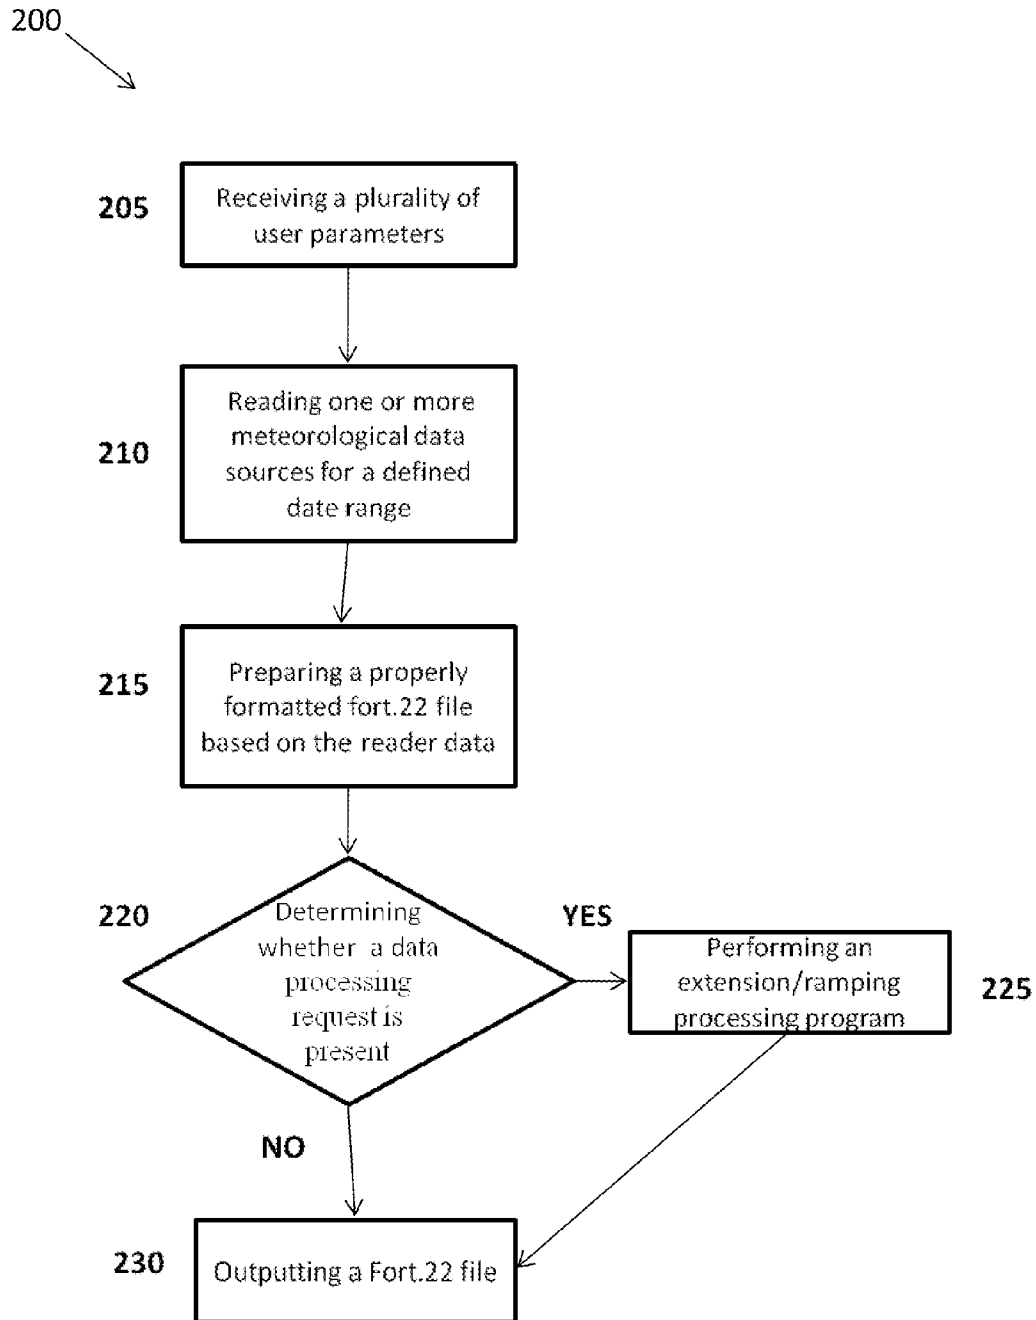 200
205
Receiving a plurality of
user parameters
210
Reading one or more
meteorological data
sources for a defined
date range
215
Preparing a properly
formatted fort.22 file
based on the reader data
220
Determining
whether a data
processing
request is
present
YES
Performing an
extension/ramping
processing program
225
NO
230
Outputting a Fort.22 file